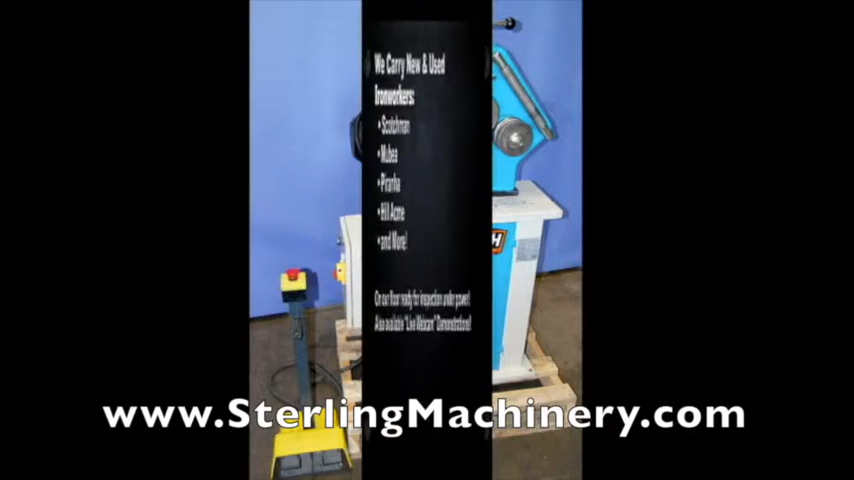 We Carry New & Used
Ironworkers:
• Scotchman
• Mubea
• Piranha
• Hill Acme
• and More!
H
On our floor ready for inspection under power!
Also available "Live Webcam" Demonstrations!
www.SterlingMachinery.com